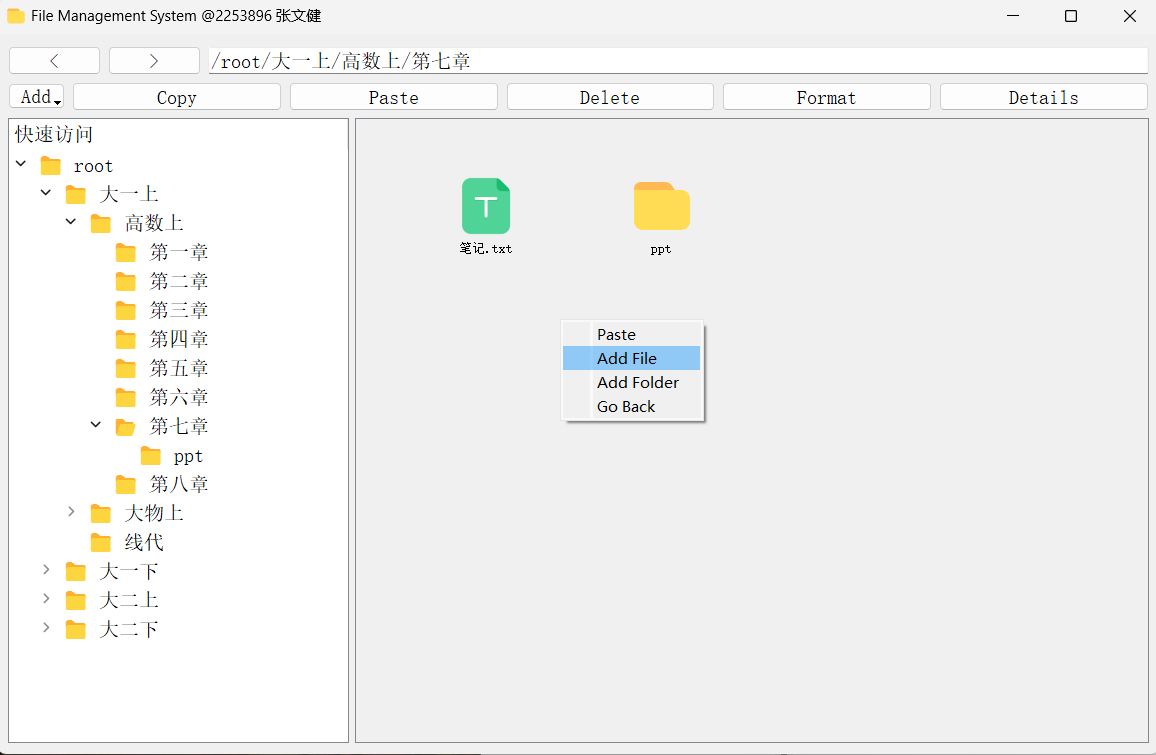 File Management System @2253896 张文健
/root/大一上/高数上/第七章
Add Copy Paste Delete Format Details
快速访问
root
大一上
高数上
第一章
第二章
第三章
第四章
第五章
第六章
第七章
ppt
第八章
大物上
线代
大一下
大二上
大二下
笔记.txt ppt
Paste
Add File
Add Folder
Go Back